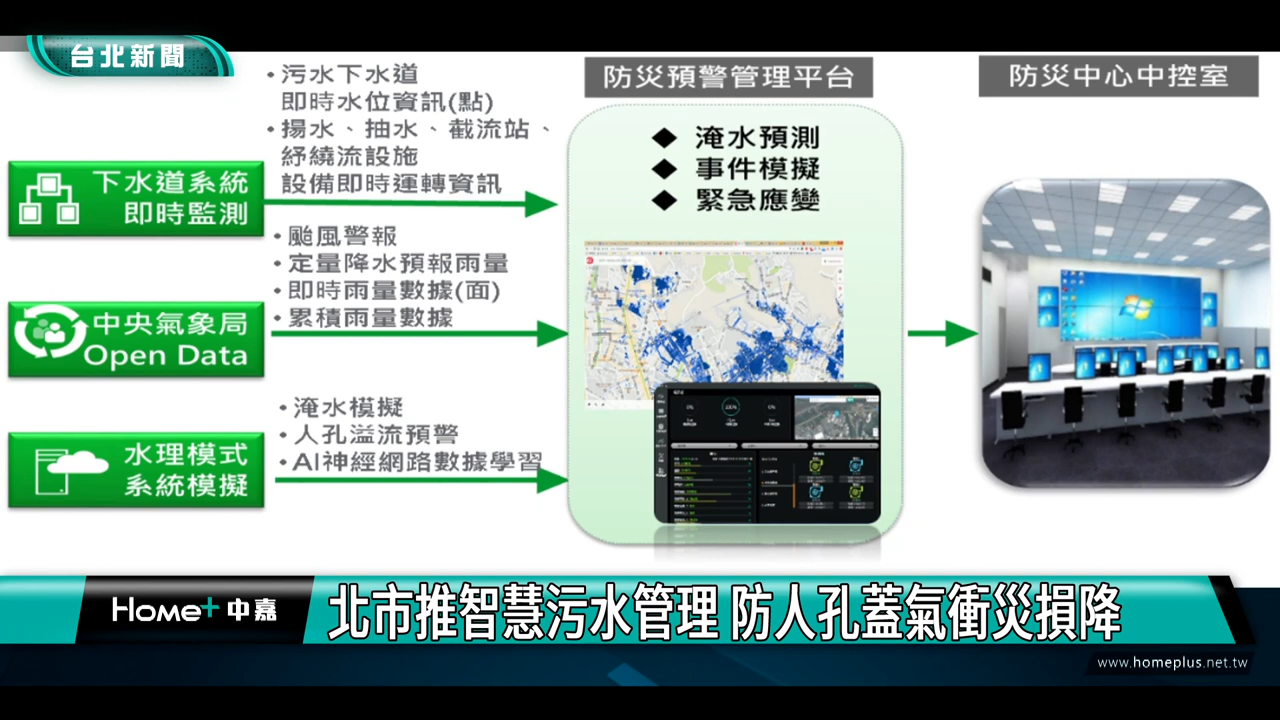 台北新聞
•污水下水道
即時水位資訊(點)
•揚水、抽水、截流站、
紓繞流設施
設備即時運轉資訊
下水道系統
即時監測
•颱風警報
•定量降水預報雨量
•即時雨量數據(面)
•累積雨量數據
中央氣象局
Open Data
•淹水模擬
•人孔溢流預警
•AI神經網路數據學習
水理模式
系統模擬
防災預警管理平台
◆ 淹水預測
◆ 事件模擬
◆ 緊急應變
防災中心中控室
Home+中嘉
北市推智慧污水管理 防人孔蓋氣衝災損降
www.homeplus.net.tw